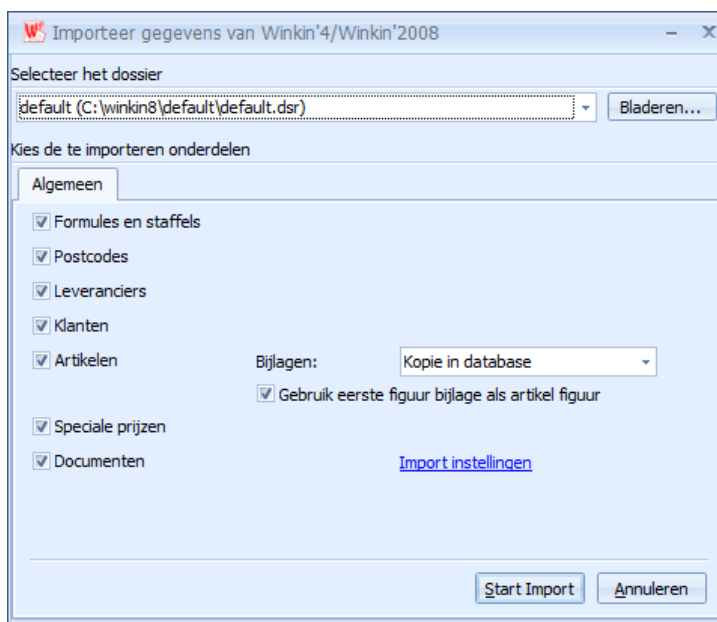 Importeer gegevens van Winkin'4/Winkin'2008
Selecteer het dossier
default (C:\winkin8\default\default.dsr)
Bladeren...
Kies de te importeren onderdelen
Algemeen
Formules en staffels
Postcodes
Leveranciers
Klanten
Artikelen
Bijlagen:
Kopie in database
Gebruik eerste figuur bijlage als artikel figuur
Speciale prijzen
Documenten
Import instellingen
Start Import
Annuleren